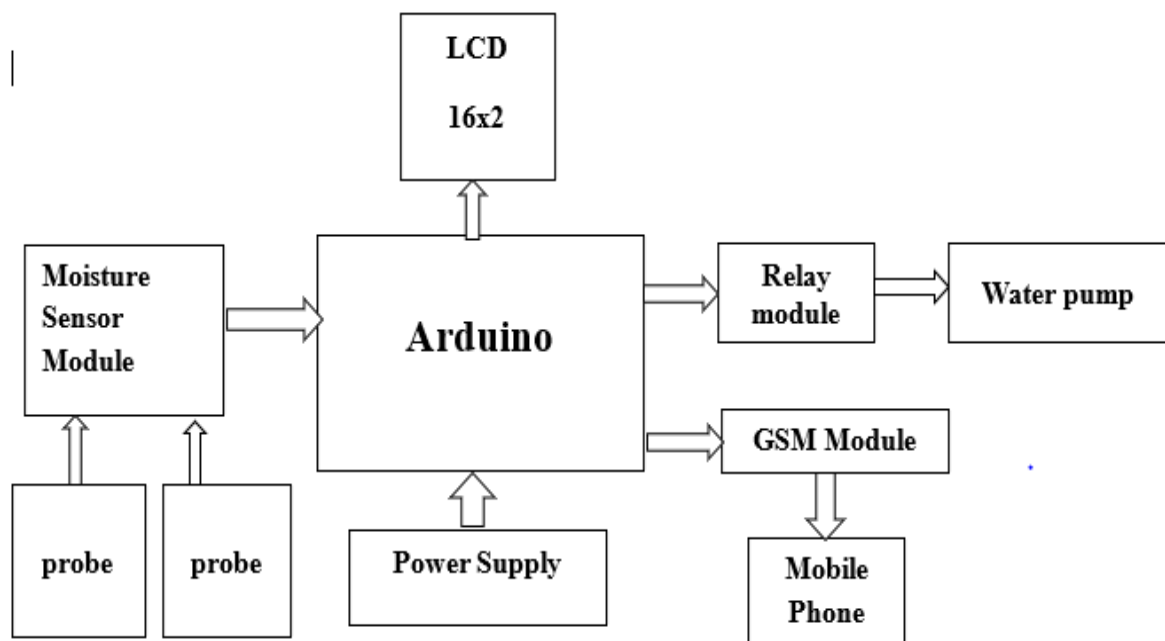 LCD
16x2
Moisture
Sensor
Module
Arduino
Relay
module
Water pump
GSM Module
probe
probe
Power Supply
Mobile
Phone